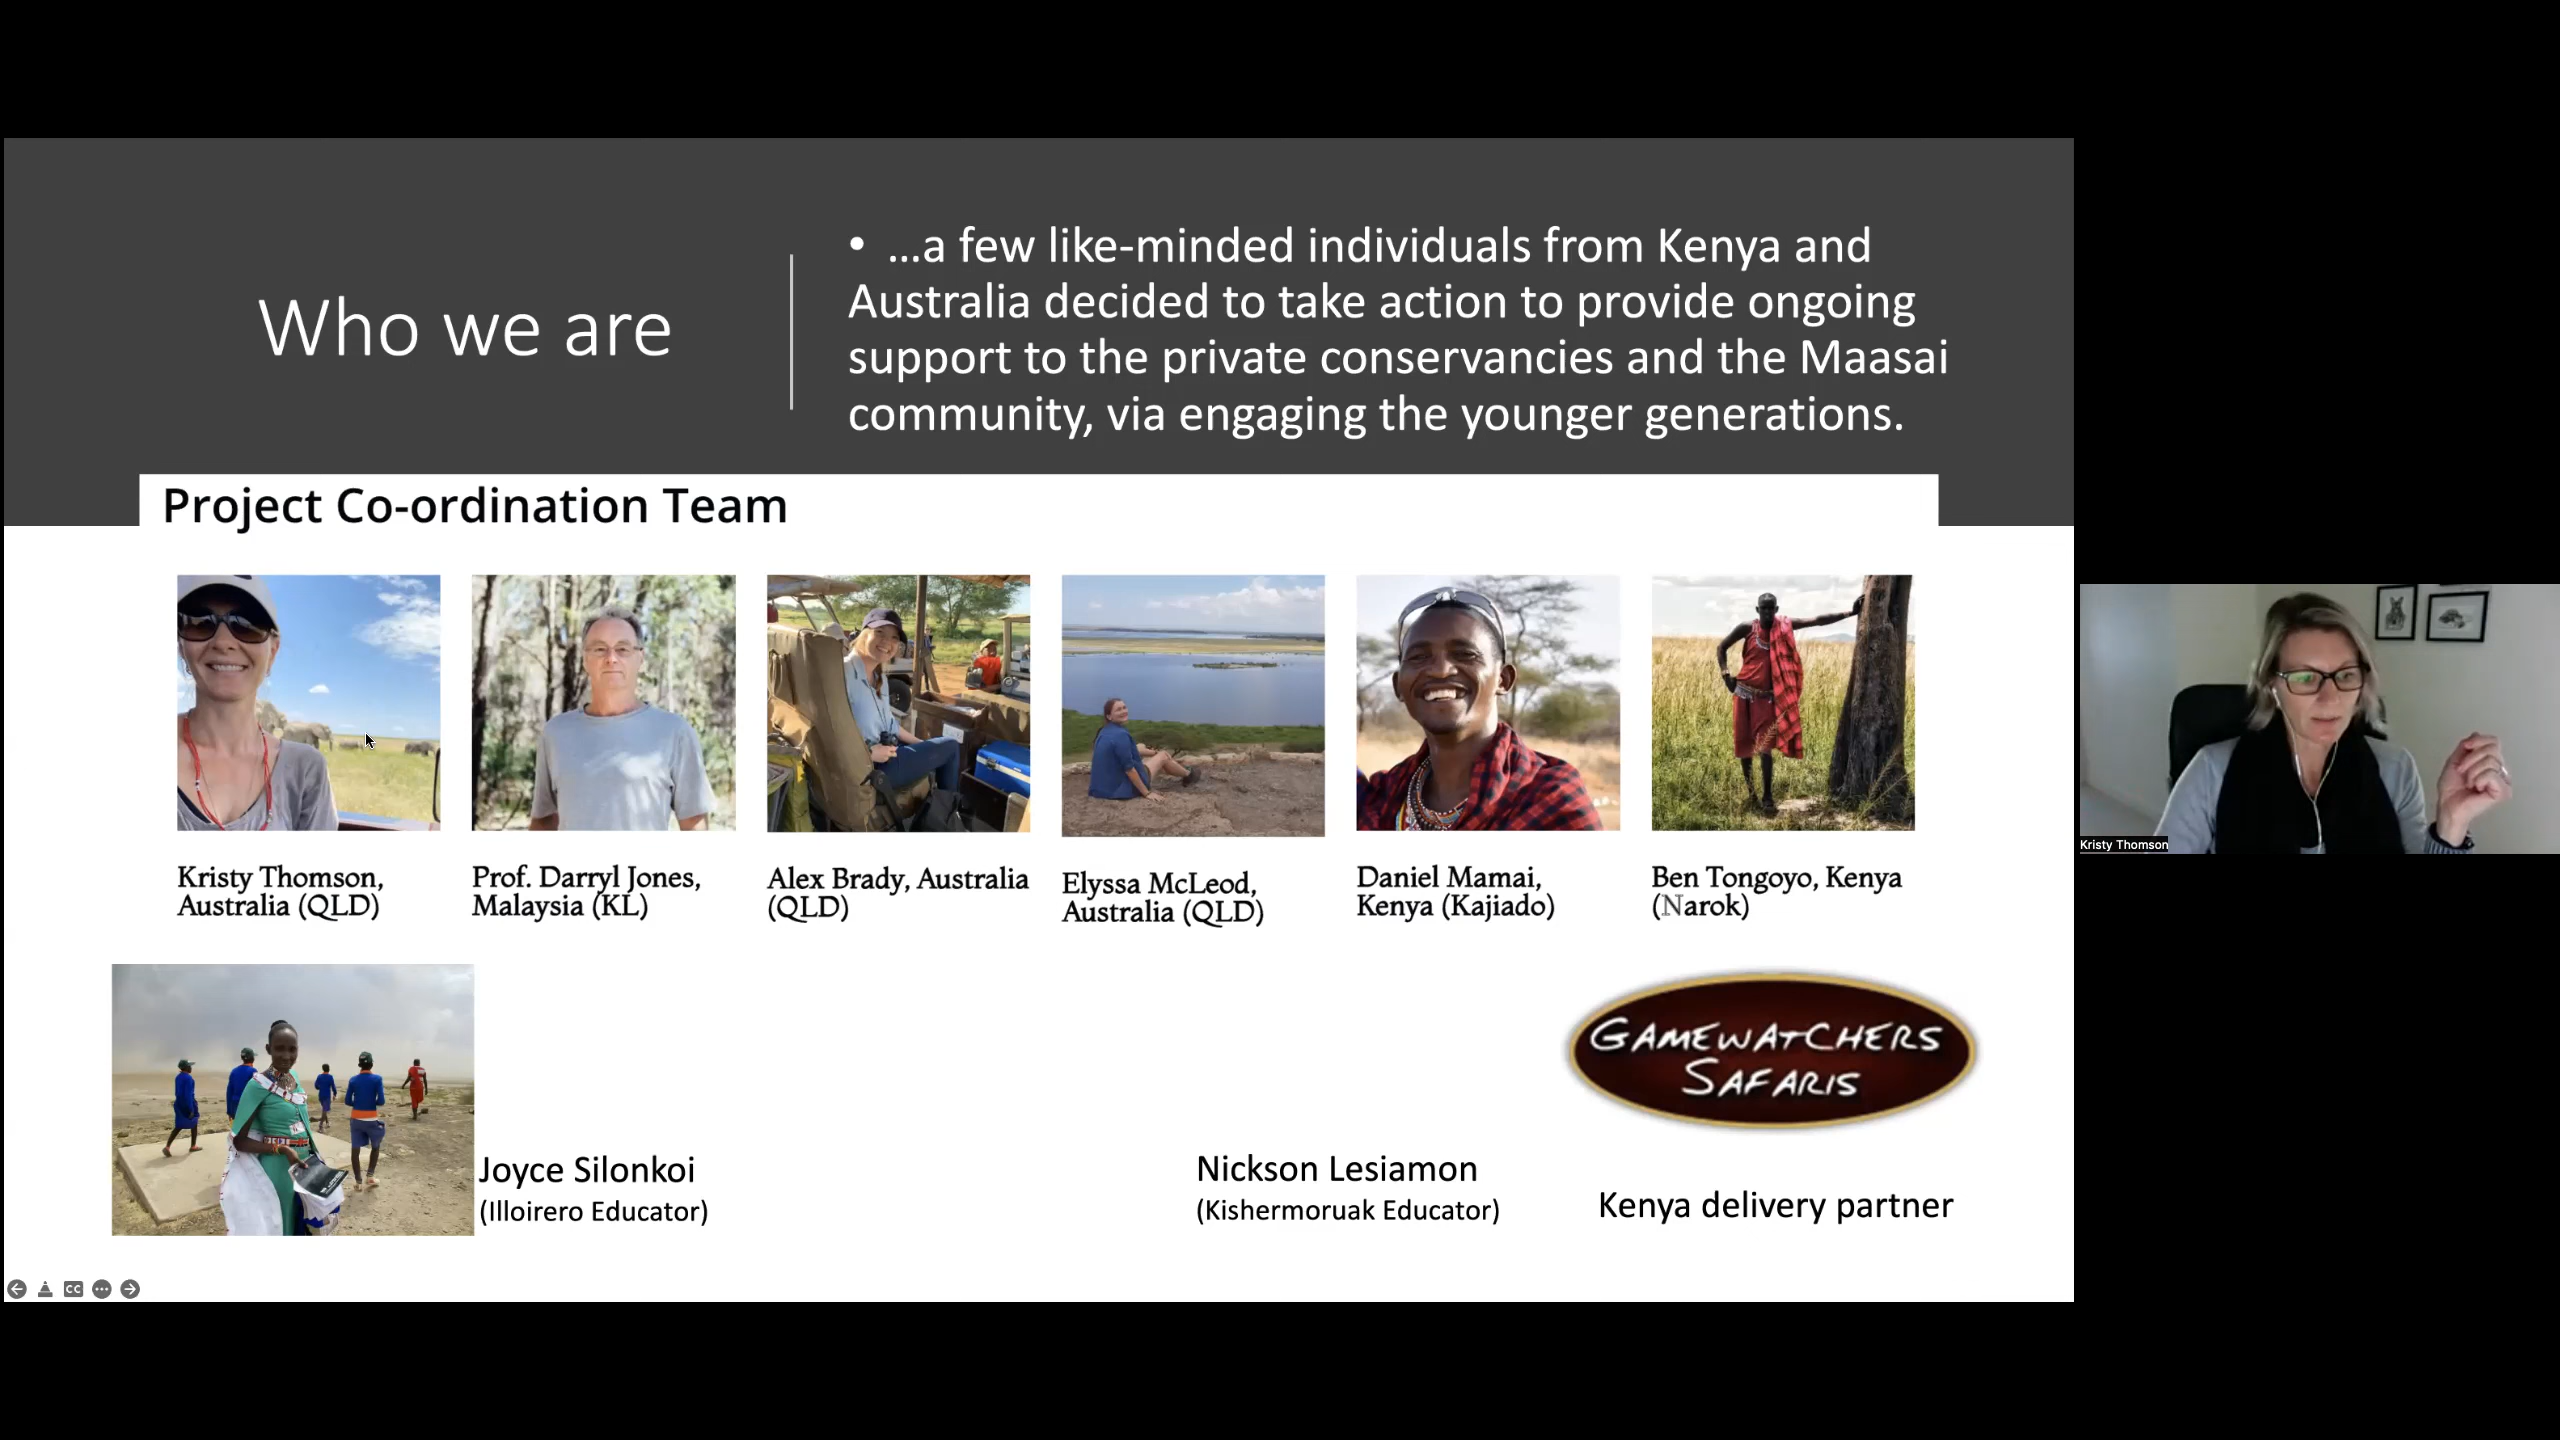 Who we are
• ...a few like-minded individuals from Kenya and
Australia decided to take action to provide ongoing
support to the private conservancies and the Maasai
community, via engaging the younger generations.
Project Co-ordination Team
Kristy Thomson,
Australia (QLD)
Prof. Darryl Jones,
Malaysia (KL)
Alex Brady, Australia
(QLD)
Elyssa McLeod,
Australia (QLD)
Daniel Mamai,
Kenya (Kajiado)
Ben Tongoyo, Kenya
(Narok)
Joyce Silonkoi
(Illoirero Educator)
Nickson Lesiamon
(Kishermoruak Educator)
GAMEWATCHERS
SAFARIS
Kenya delivery partner
CC
Kristy Thomson